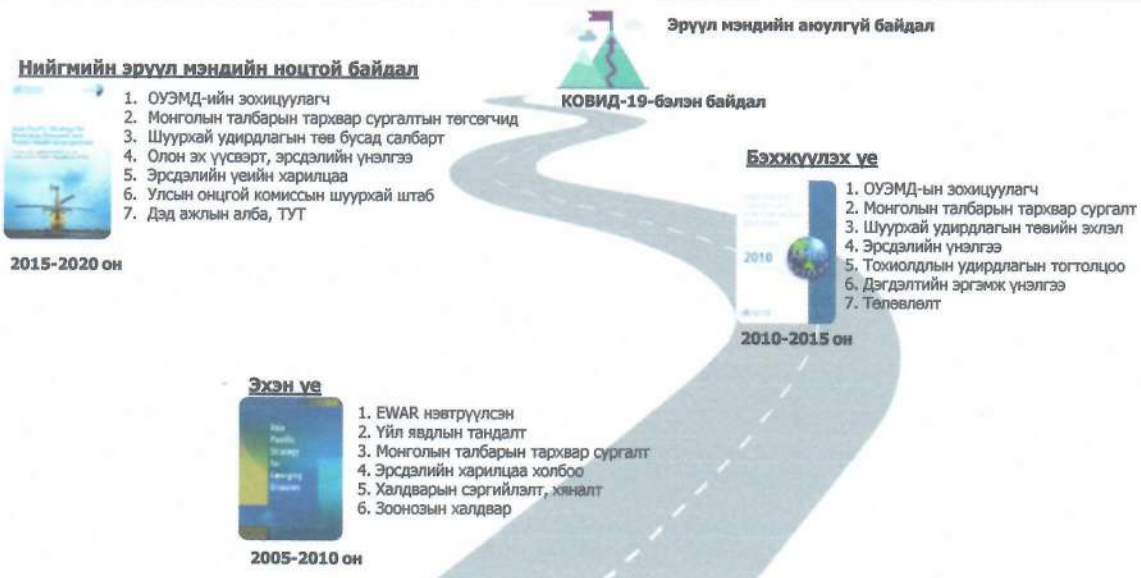 Эрүүл мэндийн аюулгүй байдал
КОВИД-19-бэлэн байдал
Нийгмийн эрүүл мэндийн ноцтой байдал
1. ОУЭМД-ийн зохицуулагч
2. Монголын талбарын тархвар сургалтын төгсөгчид
3. Шуурхай удирдлагын төв бусад салбарт
4. Олон эх үүсвэрт, эрсдэлийн үнэлгээ
5. Эрсдэлийн үеийн харилцаа
6. Улсын онцгой комиссын шуурхай штаб
7. Дэд ажлын алба, ТУТ
2015-2020 он
Бэхжүүлэх үе
1. ОУЭМД-ын зохицуулагч
2. Монголын талбарын тархвар сургалт
3. Шуурхай удирдлагын төвийн эхлэл
4. Эрсдэлийн үнэлгээ
5. Тохиолдлын удирдлагын тогтолцоо
6. Дэгдэлтийн эргэмж үнэлгээ
7. Төлөвлөлт
2010
2010-2015 он
Эхэн үе
Asia
Pacific
Strategy
for
Emerging
Diseases
1. EWAR нэвтрүүлсэн
2. Үйл явдлын тандалт
3. Монголын талбарын тархвар сургалт
4. Эрсдэлийн харилцаа холбоо
5. Халдварын сэргийлэлт, хяналт
6. Зоонозын халдвар
2005-2010 он